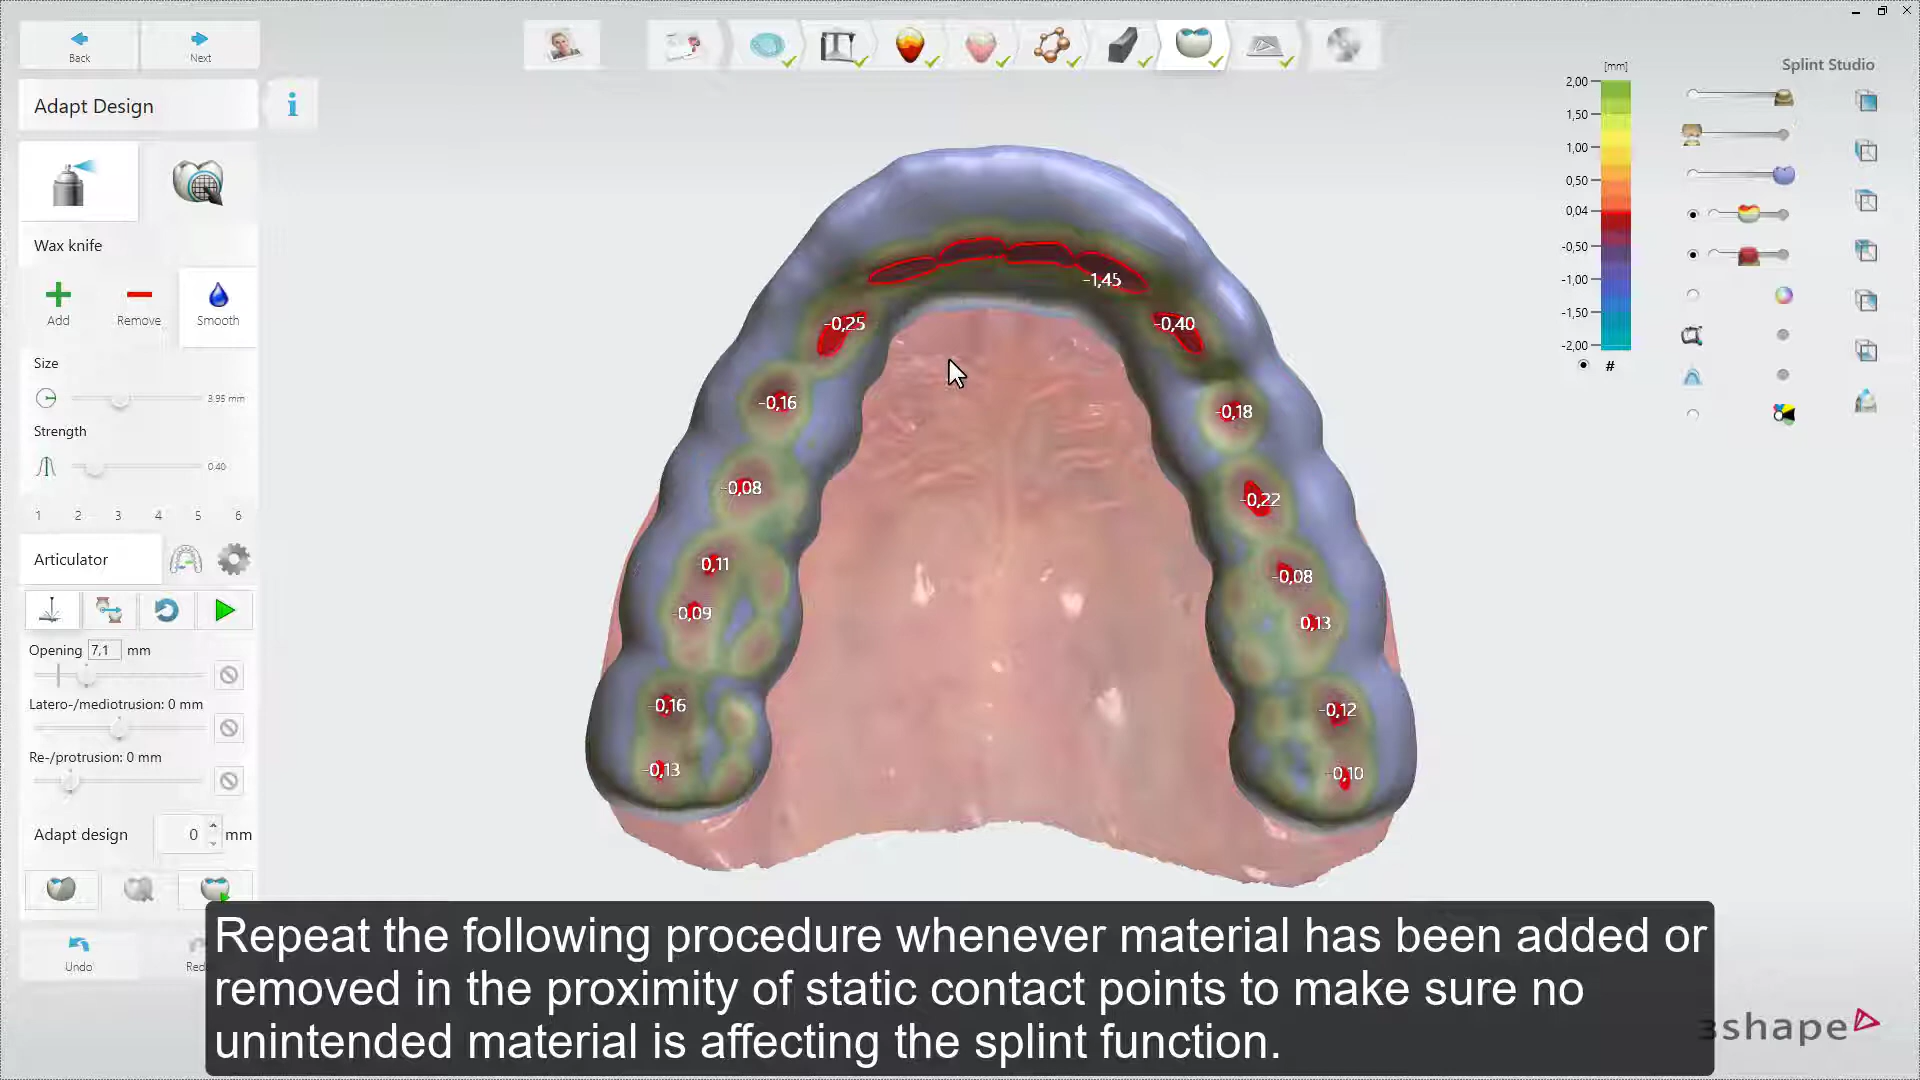 Back
Next
Adapt Design
Wax knife
Add
Remove
Smooth
Size
3.95 mm
Strength
0.40
1 2 3 4 5 6
Articulator
Opening 7,1 mm
Latero-/mediotrusion: 0 mm
Re-/protrusion: 0 mm
Adapt design 0 mm
Undo
-1,45
-0,25
-0,40
-0,16
-0,18
-0,08
-0,22
-0,11
-0,08
-0,09
0,13
-0,16
-0,12
-0,13
-0,10
[mm]
2,00
1,50
1,00
0,50
0,04
-0,50
-1,00
-1,50
-2,00
#
Splint Studio
Repeat the following procedure whenever material has been added or
removed in the proximity of static contact points to make sure no
unintended material is affecting the splint function.
3shape